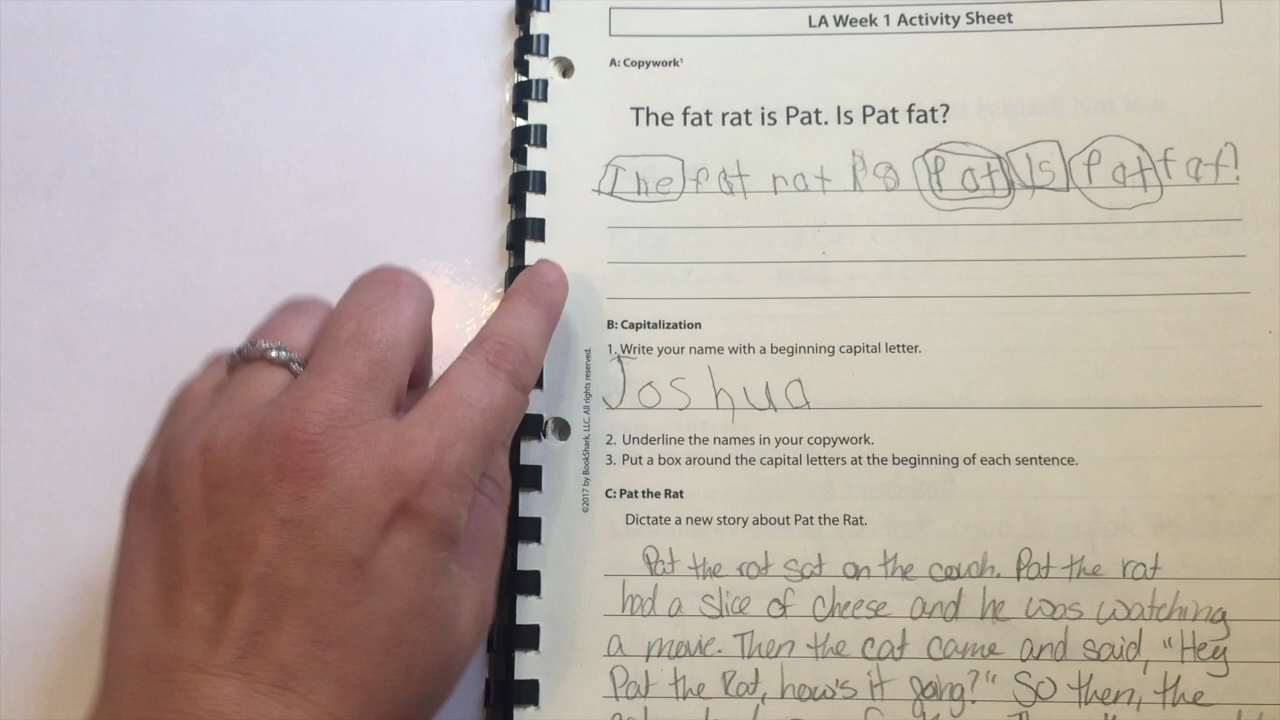 LA Week 1 Activity Sheet
A: Copywork¹
The fat rat is Pat. Is Pat fat?
The fat rat is Pat Is Pat fat?
B: Capitalization
1. Write your name with a beginning capital letter.
Joshua
2. Underline the names in your copywork.
3. Put a box around the capital letters at the beginning of each sentence.
C: Pat the Rat
Dictate a new story about Pat the Rat.
Pat the rat sat on the couch. Pat the rat
had a slice of cheese and he was watching
a movie. Then the cat came and said, "Hey
Pat the Rat, how's it going?" So then, the
©2017 by BookShark, LLC. All rights reserved.